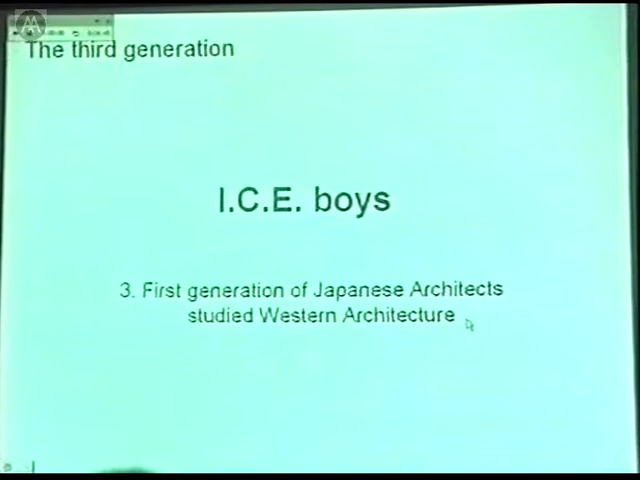 The third generation
I.C.E. boys
3. First generation of Japanese Architects
studied Western Architecture